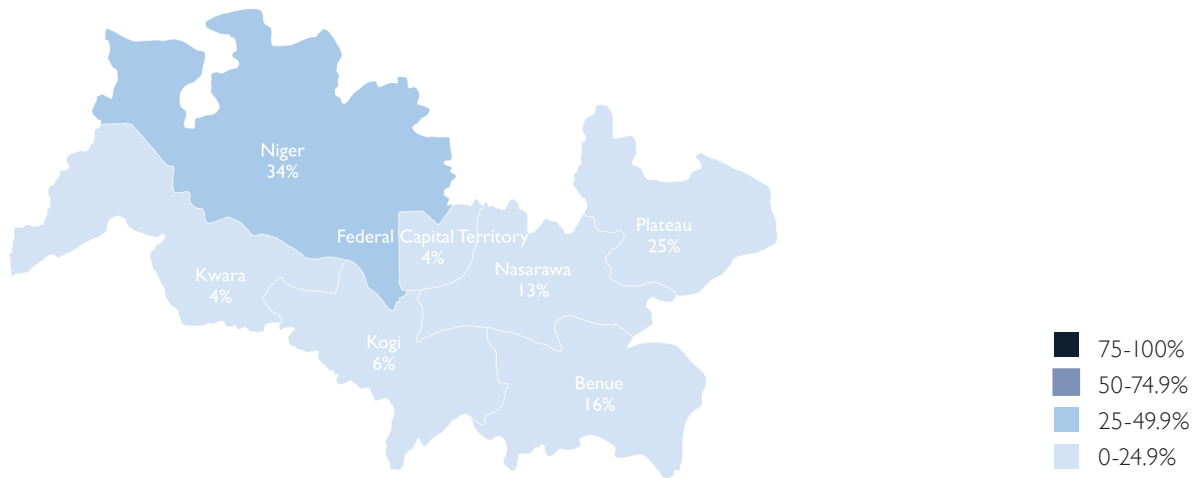 Niger
34%
Federal Capital Territory
4%
Plateau
25%
Nasarawa
13%
Kwara
4%
Kogi
6%
Benue
16%
75-100%
50-74.9%
25-49.9%
0-24.9%